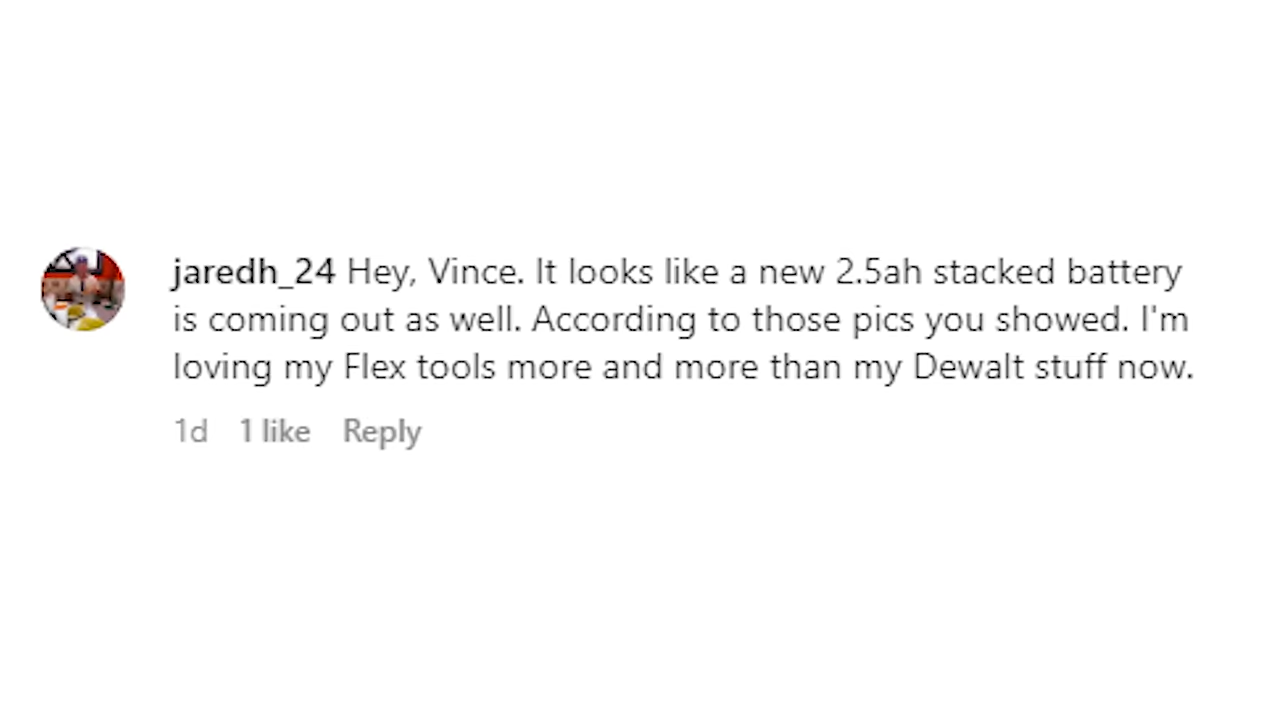 jaredh_24 Hey, Vince. It looks like a new 2.5ah stacked battery
is coming out as well. According to those pics you showed. I'm
loving my Flex tools more and more than my Dewalt stuff now.
1d 1 like Reply